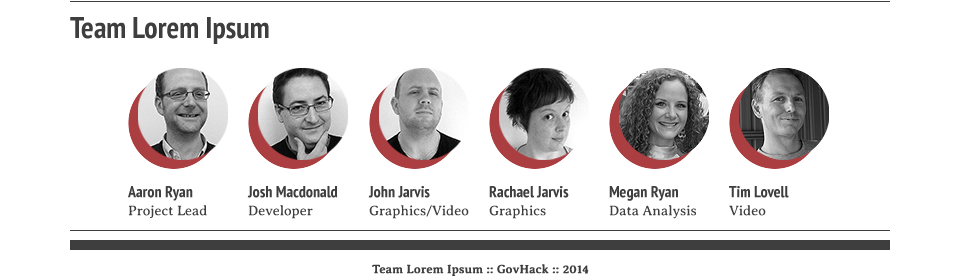 Team Lorem Ipsum
Aaron Ryan
Project Lead
Josh Macdonald
Developer
John Jarvis
Graphics/Video
Rachael Jarvis
Graphics
Megan Ryan
Data Analysis
Tim Lovell
Video
Team Lorem Ipsum :: GovHack :: 2014